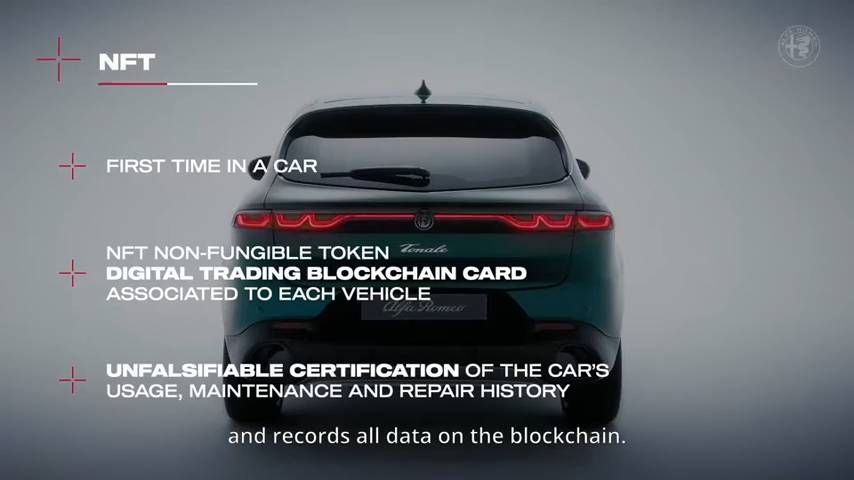 NFT
FIRST TIME IN A CAR
NFT NON-FUNGIBLE TOKEN
DIGITAL TRADING BLOCKCHAIN CARD
ASSOCIATED TO EACH VEHICLE
Tonale
Alfa Romeo
UNFALSIFIABLE CERTIFICATION OF THE CAR'S
USAGE, MAINTENANCE AND REPAIR HISTORY
and records all data on the blockchain.